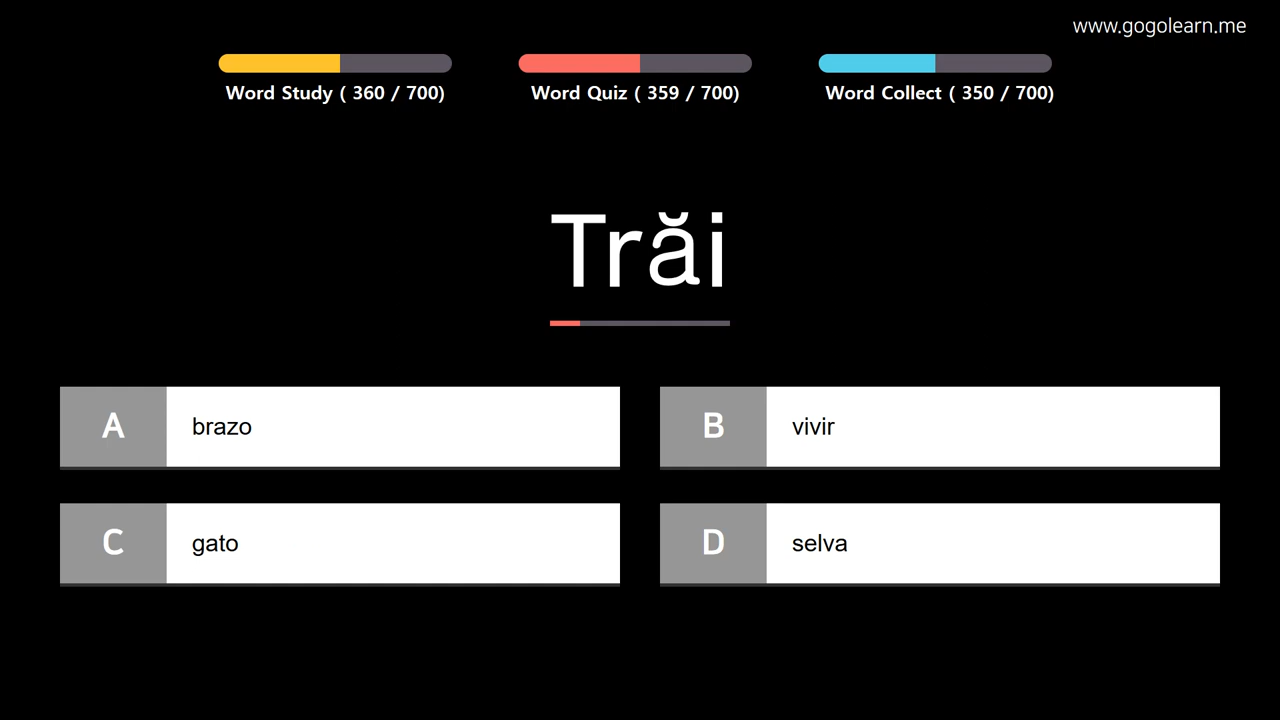 www.gogolearn.me
Word Study ( 360 / 700)
Word Quiz ( 359 / 700)
Word Collect ( 350 / 700)
Trăi
A brazo
B vivir
C gato
D selva